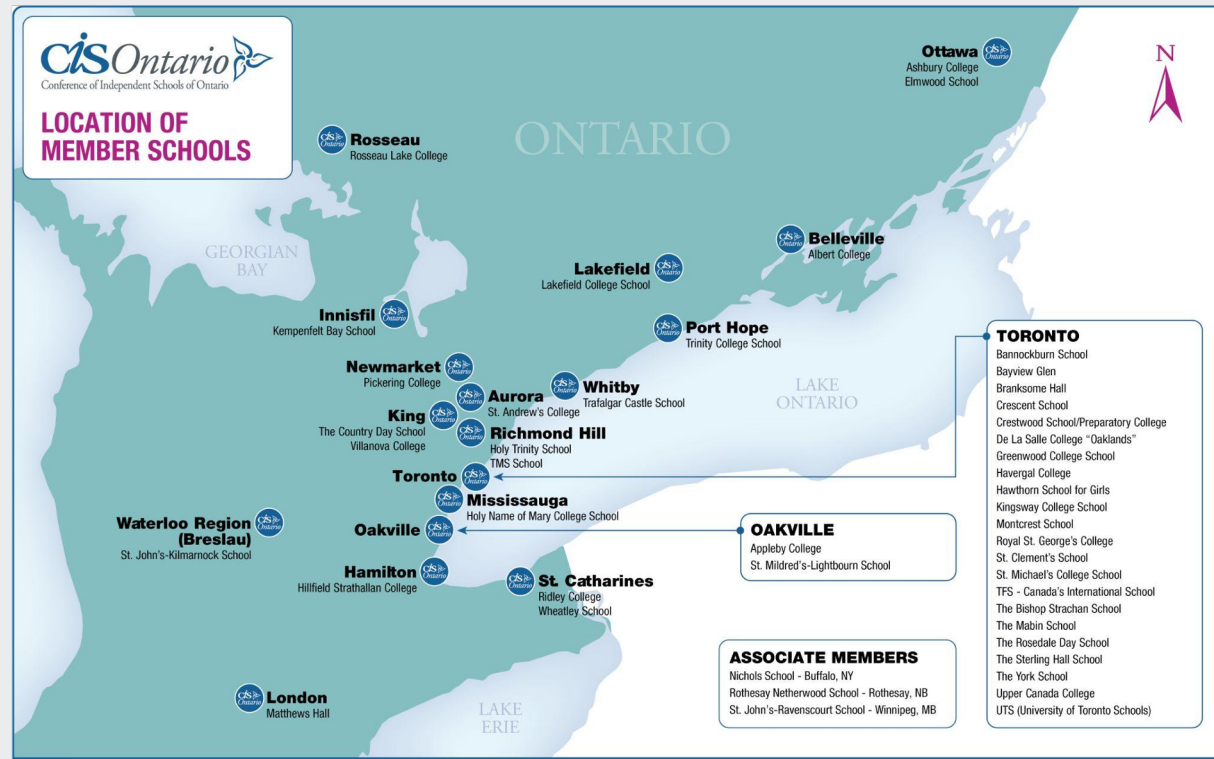 CIS Ontario
Conference of Independent Schools of Ontario
LOCATION OF
MEMBER SCHOOLS
ONTARIO
N
Ottawa
Ashbury College
Elmwood School
Rosseau
Rosseau Lake College
GEORGIAN
BAY
Belleville
Albert College
Lakefield
Lakefield College School
Innisfil
Kempenfelt Bay School
Port Hope
Trinity College School
Newmarket
Pickering College
Aurora
St. Andrew's College
Whitby
Trafalgar Castle School
LAKE
ONTARIO
King
The Country Day School
Villanova College
Richmond Hill
Holy Trinity School
TMS School
Toronto
Mississauga
Holy Name of Mary College School
Waterloo Region
(Breslau)
St. John's-Kilmarnock School
Oakville
Hamilton
Hillfield Strathallan College
St. Catharines
Ridley College
Wheatley School
London
Matthews Hall
LAKE
ERIE
TORONTO
Bannockburn School
Bayview Glen
Branksome Hall
Crescent School
Crestwood School/Preparatory College
De La Salle College “Oaklands”
Greenwood College School
Havergal College
Hawthorn School for Girls
Kingsway College School
Montcrest School
Royal St. George's College
St. Clement's School
St. Michael's College School
TFS - Canada's International School
The Bishop Strachan School
The Mabin School
The Rosedale Day School
The Sterling Hall School
The York School
Upper Canada College
UTS (University of Toronto Schools)
OAKVILLE
Appleby College
St. Mildred's-Lightbourn School
ASSOCIATE MEMBERS
Nichols School - Buffalo, NY
Rothesay Netherwood School - Rothesay, NB
St. John's-Ravenscourt School - Winnipeg, MB